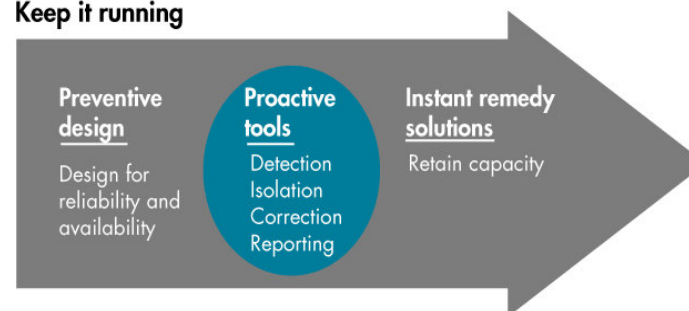 Keep it running
Preventive
design
Design for
reliability and
availability
Proactive
tools
Detection
Isolation
Correction
Reporting
Instant remedy
solutions
Retain capacity